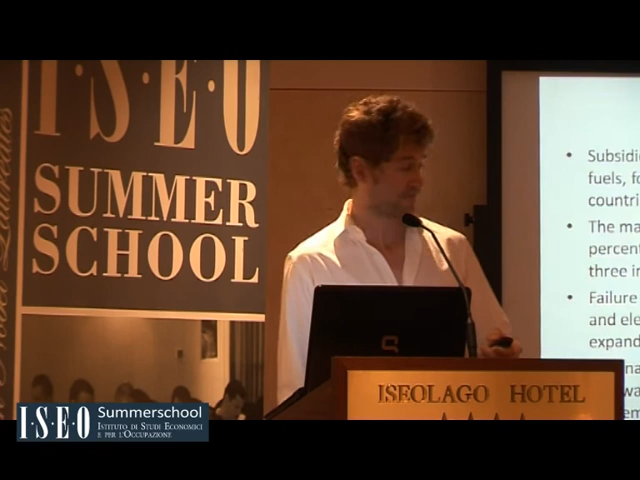 I·S·E·O
SUMMER
SCHOOL
Laureates
• Subsidi
fuels, fo
countri
• The ma
percent
three in
• Failure
and ele
expand
ISEOLAGO HOTEL
I·S·E·O Summerschool
ISTITUTO DI STUDI ECONOMICI
E PER L'OCCUPAZIONE